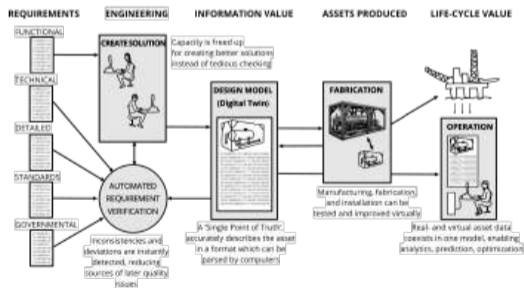 REQUIREMENTS
ENGINEERING
INFORMATION VALUE
ASSETS PRODUCED
LIFE-CYCLE VALUE
FUNCTIONAL
TECHNICAL
DETAILED
STANDARDS
GOVERNMENTAL
CREATE SOLUTION
Capacity is freed up
for creating better solutions
instead of tedious checking
AUTOMATED
REQUIREMENT
VERIFICATION
Inconsistencies and
deviations are instantly
detected, reducing
sources of later quality
issues
DESIGN MODEL
(Digital Twin)
A 'Single Point of Truth',
accurately describes the asset
in a format which can be
parsed by computers
FABRICATION
Manufacturing, fabrication,
and installation can be
tested and improved virtually
OPERATION
Real- and virtual asset data
coexists in one model, enabling
analytics, prediction, optimization